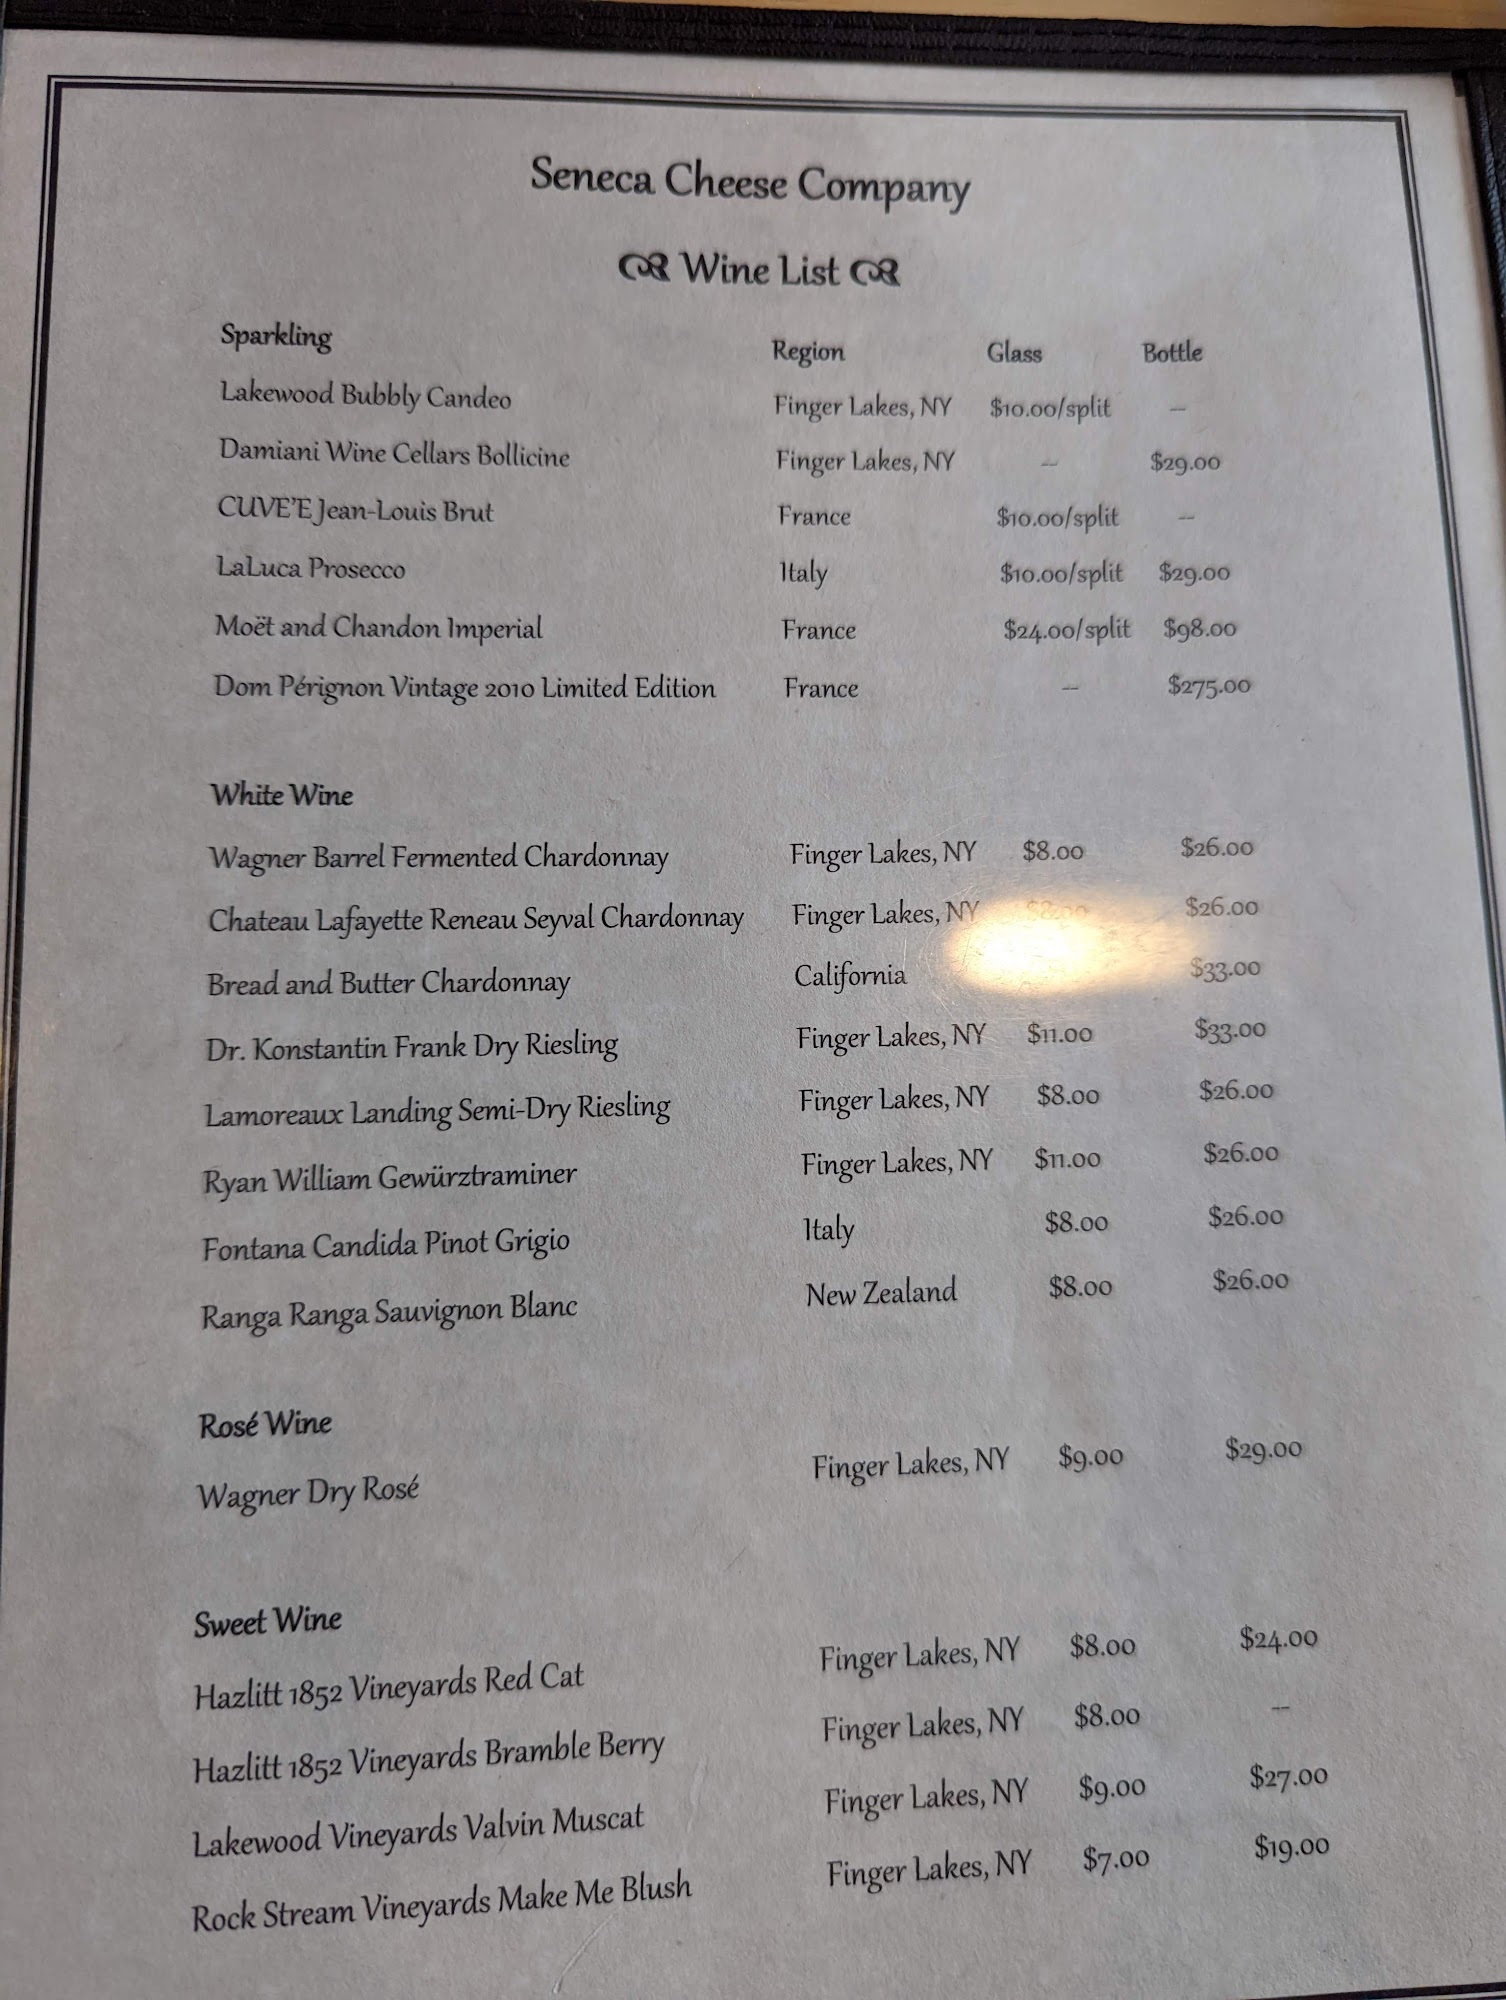 Seneca Cheese Company
Wine List
Sparkling Region Glass Bottle
Lakewood Bubbly Candeo Finger Lakes, NY $10.00/split --
Damiani Wine Cellars Bollicine Finger Lakes, NY -- $29.00
CUVE'E Jean-Louis Brut France $10.00/split --
LaLuca Prosecco Italy $10.00/split $29.00
Moët and Chandon Imperial France $24.00/split $98.00
Dom Pérignon Vintage 2010 Limited Edition France -- $275.00
White Wine
Wagner Barrel Fermented Chardonnay Finger Lakes, NY $8.00 $26.00
Chateau Lafayette Reneau Seyval Chardonnay Finger Lakes, NY $8.00 $26.00
Bread and Butter Chardonnay California $33.00
Dr. Konstantin Frank Dry Riesling Finger Lakes, NY $11.00 $33.00
Lamoreaux Landing Semi-Dry Riesling Finger Lakes, NY $8.00 $26.00
Ryan William Gewürztraminer Finger Lakes, NY $11.00 $26.00
Fontana Candida Pinot Grigio Italy $8.00 $26.00
Ranga Ranga Sauvignon Blanc New Zealand $8.00 $26.00
Rosé Wine
Wagner Dry Rosé Finger Lakes, NY $9.00 $29.00
Sweet Wine
Hazlitt 1852 Vineyards Red Cat Finger Lakes, NY $8.00 $24.00
Hazlitt 1852 Vineyards Bramble Berry Finger Lakes, NY $8.00 --
Lakewood Vineyards Valvin Muscat Finger Lakes, NY $9.00 $27.00
Rock Stream Vineyards Make Me Blush Finger Lakes, NY $7.00 $19.00